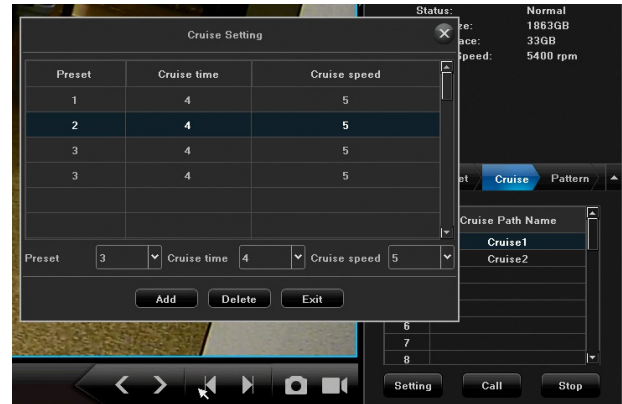 Status: Normal
ze: 1863GB
ace: 33GB
Speed: 5400 rpm
Cruise Setting
Preset Cruise time Cruise speed
1 4 5
2 4 5
3 4 5
3 4 5
Preset 3 Cruise time 4 Cruise speed 5
Add Delete Exit
et Cruise Pattern
Cruise Path Name
Cruise1
Cruise2
6
7
8
Setting Call Stop